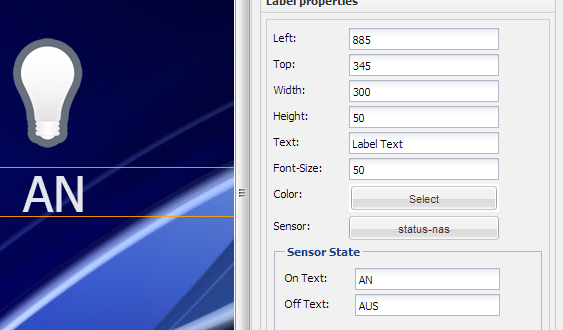 Label properties
AN
Left: 885
Top: 345
Width: 300
Height: 50
Text: Label Text
Font-Size: 50
Color: Select
Sensor: status-nas
Sensor State
On Text: AN
Off Text: AUS